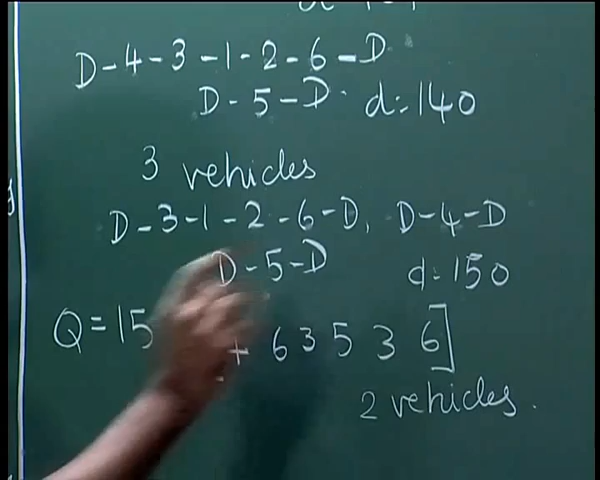 D-4-3-1-2-6-D
D-5-D. d=140
3 vehicles
D-3-1-2-6-D, D-4-D
D-5-D d=150
Q=15 6 3 5 3 6]
2 vehicles.